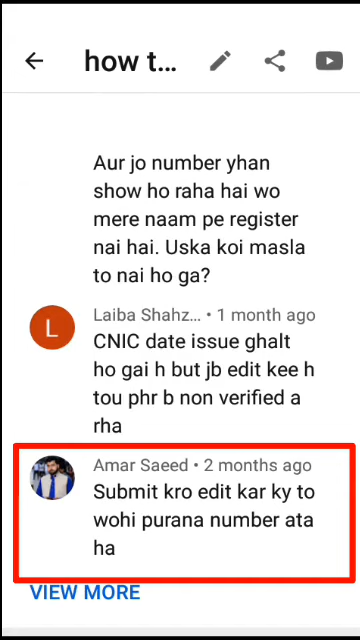 how t...
Aur jo number yhan
show ho raha hai wo
mere naam pe register
nai hai. Uska koi masla
to nai ho ga?
L
Laiba Shahz... • 1 month ago
CNIC date issue ghalt
ho gai h but jb edit kee h
tou phr b non verified a
rha
Amar Saeed • 2 months ago
Submit kro edit kar ky to
wohi purana number ata
ha
VIEW MORE